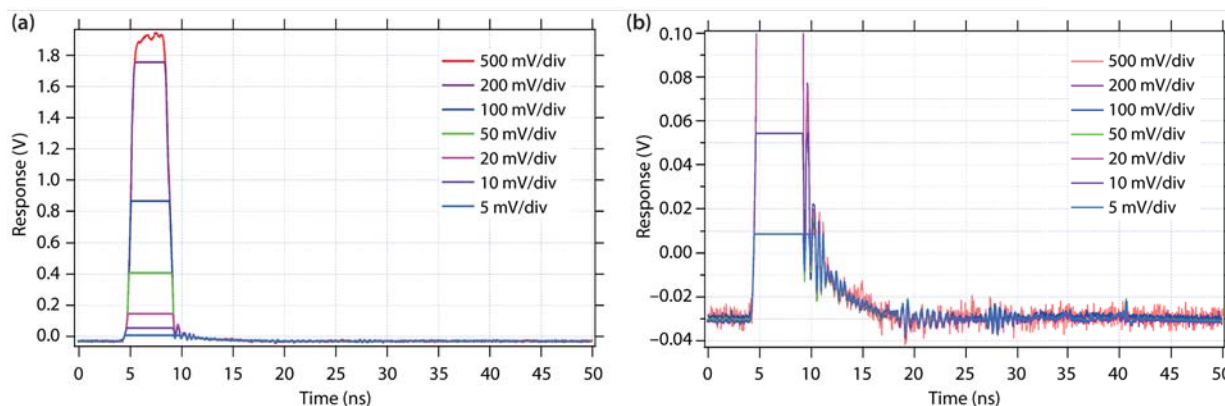 (a)
1.8
1.6
1.4
1.2
1.0
0.8
0.6
0.4
0.2
0.0
Response (V)
500 mV/div
200 mV/div
100 mV/div
50 mV/div
20 mV/div
10 mV/div
5 mV/div
0 5 10 15 20 25 30 35 40 45 50
Time (ns)
(b)
0.10
0.08
0.06
0.04
0.02
0.00
−0.02
−0.04
Response (V)
500 mV/div
200 mV/div
100 mV/div
50 mV/div
20 mV/div
10 mV/div
5 mV/div
0 5 10 15 20 25 30 35 40 45 50
Time (ns)